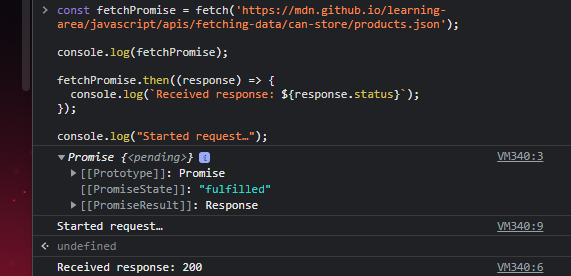 > const fetchPromise = fetch('https://mdn.github.io/learning-
area/javascript/apis/fetching-data/can-store/products.json');
console.log(fetchPromise);
fetchPromise.then((response) => {
  console.log(`Received response: ${response.status}`);
});
console.log("Started request…");
▼Promise {<pending>} i VM340:3
▶[[Prototype]]: Promise
[[PromiseState]]: "fulfilled"
▶[[PromiseResult]]: Response
Started request… VM340:9
undefined
Received response: 200 VM340:6